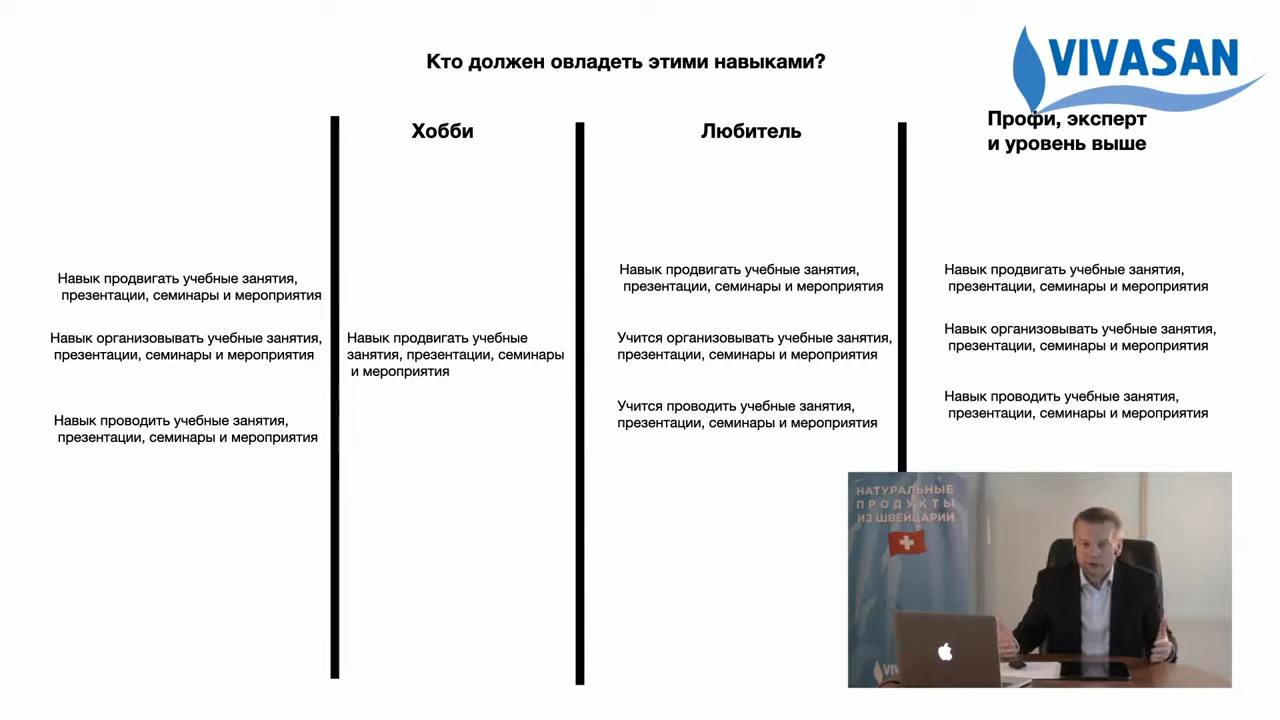 Кто должен овладеть этими навыками?
VIVASAN
Хобби
Любитель
Профи, эксперт
и уровень выше
Навык продвигать учебные занятия,
презентации, семинары и мероприятия
Навык организовывать учебные занятия,
презентации, семинары и мероприятия
Навык проводить учебные занятия,
презентации, семинары и мероприятия
Навык продвигать учебные
занятия, презентации, семинары
и мероприятия
Навык продвигать учебные занятия,
презентации, семинары и мероприятия
Учится организовывать учебные занятия,
презентации, семинары и мероприятия
Учится проводить учебные занятия,
презентации, семинары и мероприятия
Навык продвигать учебные занятия,
презентации, семинары и мероприятия
Навык организовывать учебные занятия,
презентации, семинары и мероприятия
Навык проводить учебные занятия,
презентации, семинары и мероприятия
НАТУРАЛЬНЫЕ
ПРОДУКТЫ
ИЗ ШВЕЙЦАРИИ